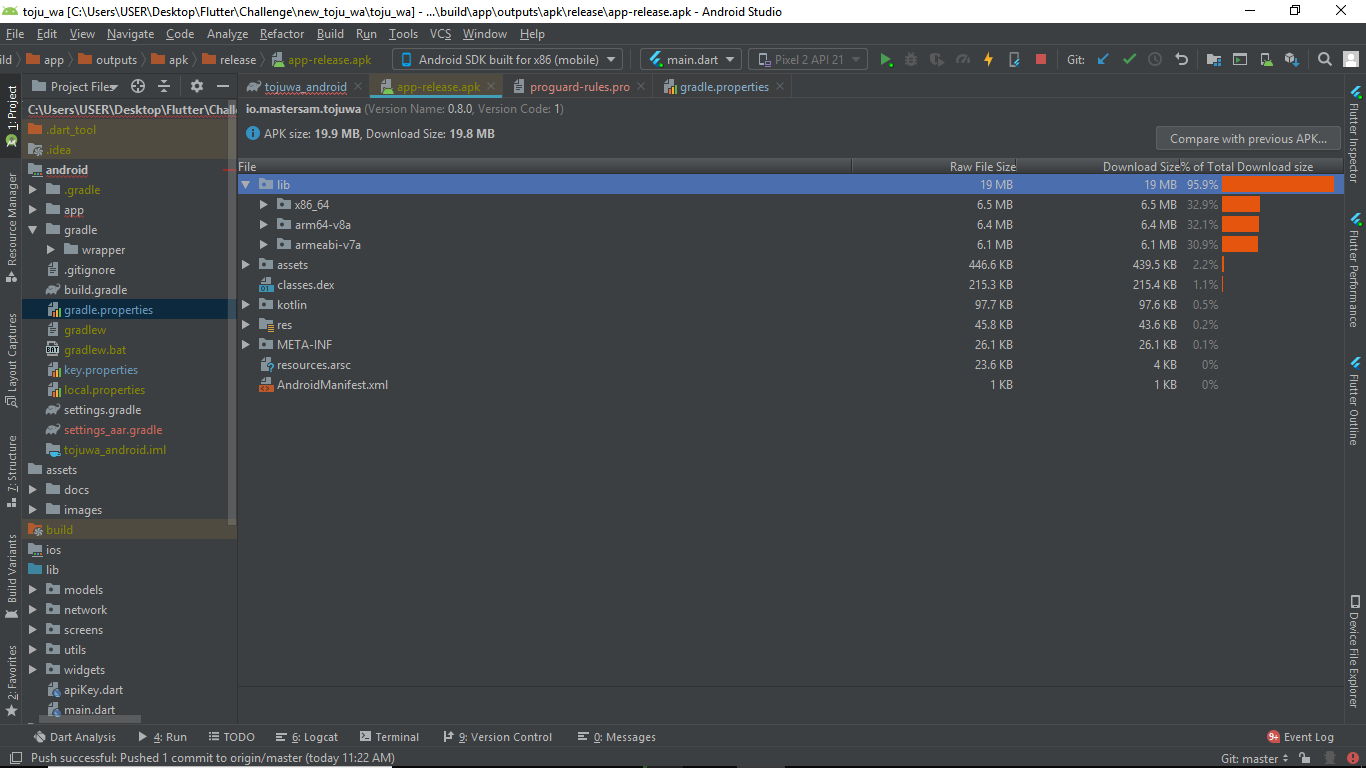 toju_wa [C:\Users\USER\Desktop\Flutter\Challenge\new_toju_wa\toju_wa] - ...\build\app\outputs\apk\release\app-release.apk - Android Studio
File Edit View Navigate Code Analyze Refactor Build Run Tools VCS Window Help
ild app outputs apk release app-release.apk Android SDK built for x86 (mobile) main.dart Pixel 2 API 21 Git:
Project Files tojuwa_android app-release.apk proguard-rules.pro gradle.properties
C:\Users\USER\Desktop\Flutter\Chall
.dart_tool
.idea
android
.gradle
app
gradle
wrapper
.gitignore
build.gradle
gradle.properties
gradlew
gradlew.bat
key.properties
local.properties
settings.gradle
settings_aar.gradle
tojuwa_android.iml
assets
docs
images
build
ios
lib
models
network
screens
utils
widgets
apiKey.dart
main.dart
io.mastersam.tojuwa (Version Name: 0.8.0, Version Code: 1)
APK size: 19.9 MB, Download Size: 19.8 MB
Compare with previous APK...
File Raw File Size Download Size % of Total Download size
lib 19 MB 19 MB 95.9%
x86_64 6.5 MB 6.5 MB 32.9%
arm64-v8a 6.4 MB 6.4 MB 32.1%
armeabi-v7a 6.1 MB 6.1 MB 30.9%
assets 446.6 KB 439.5 KB 2.2%
classes.dex 215.3 KB 215.4 KB 1.1%
kotlin 97.7 KB 97.6 KB 0.5%
res 45.8 KB 43.6 KB 0.2%
META-INF 26.1 KB 26.1 KB 0.1%
resources.arsc 23.6 KB 4 KB 0%
AndroidManifest.xml 1 KB 1 KB 0%
1: Project
Resource Manager
Layout Captures
7: Structure
Build Variants
2: Favorites
Flutter Inspector
Flutter Performance
Flutter Outline
Device File Explorer
Dart Analysis 4: Run TODO 6: Logcat Terminal 9: Version Control 0: Messages 9+ Event Log
Push successful: Pushed 1 commit to origin/master (today 11:22 AM) Git: master